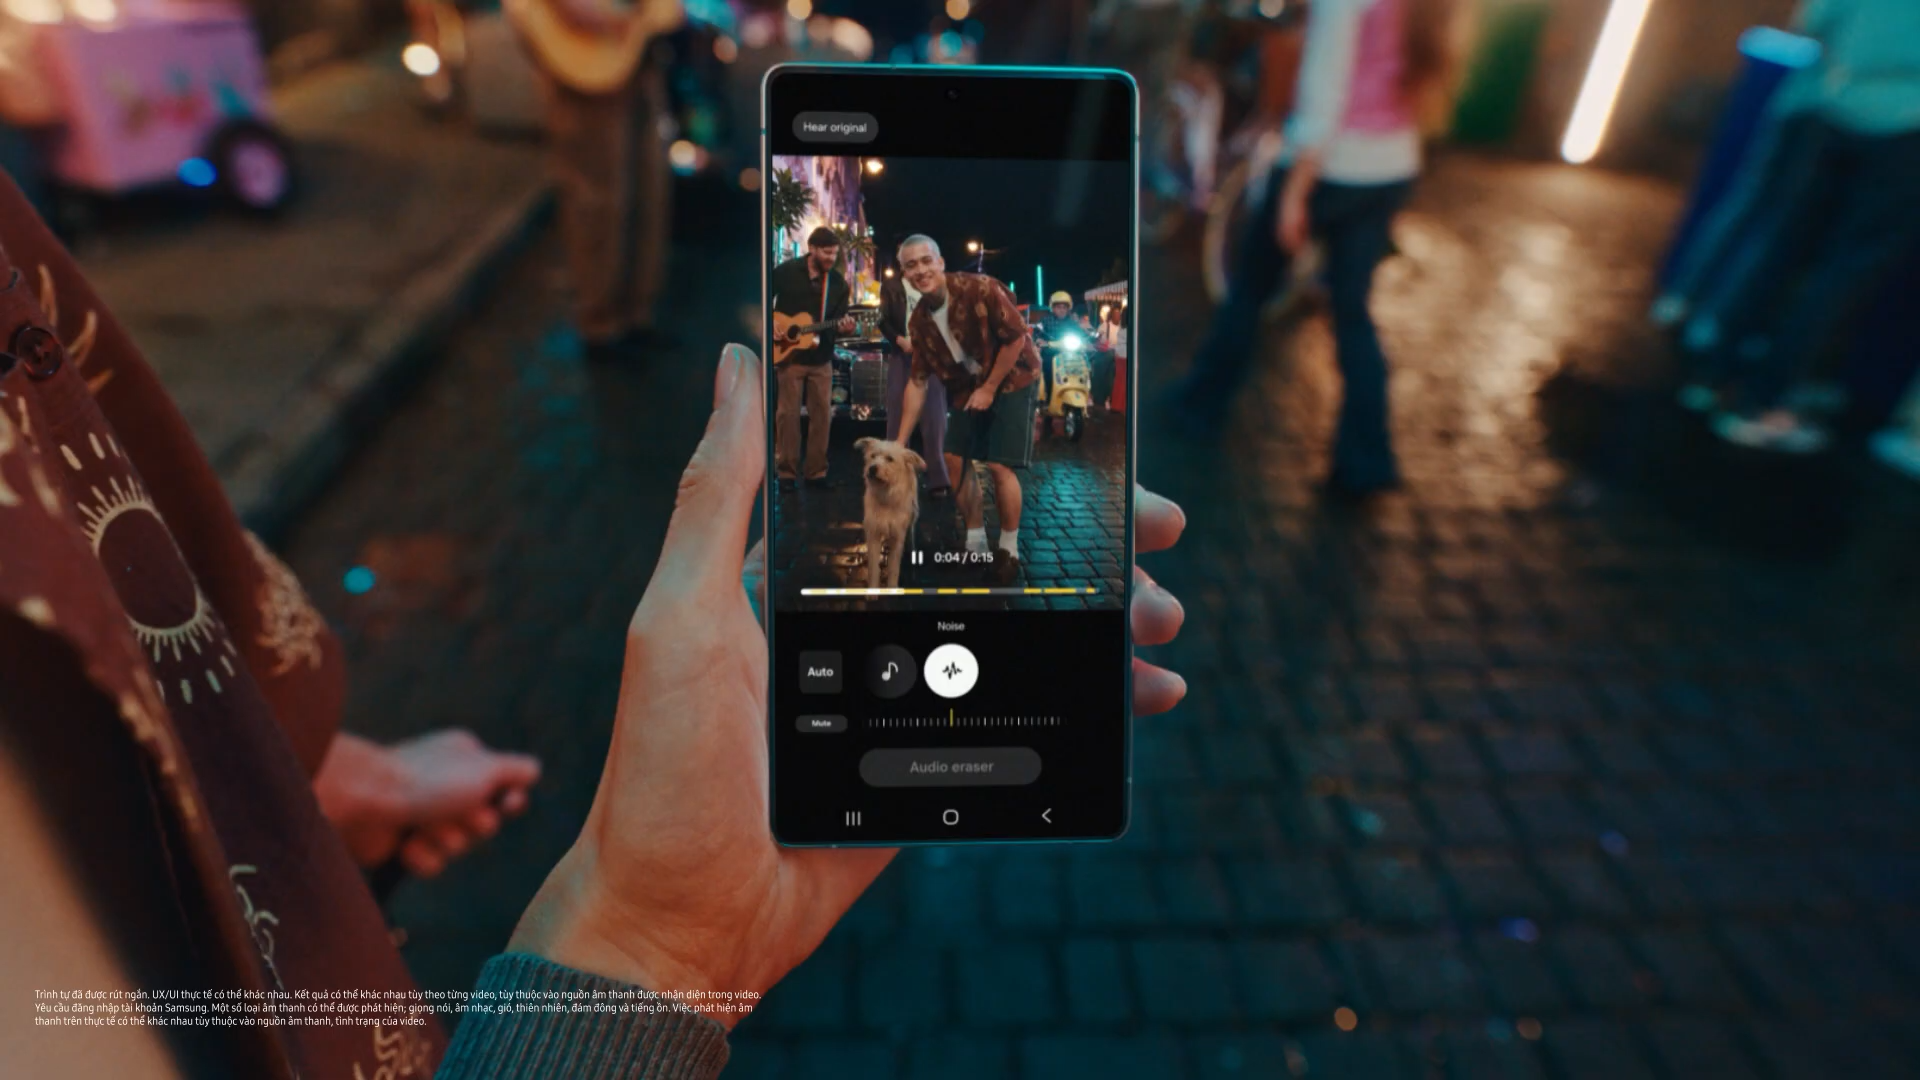 Hear original
0:04 / 0:15
Noise
Auto
Mute
Audio eraser
Trình tự đã được rút ngắn. UX/UI thực tế có thể khác nhau. Kết quả có thể khác nhau tùy theo từng video, tùy thuộc vào nguồn âm thanh được nhận diện trong video.
Yêu cầu đăng nhập tài khoản Samsung. Một số loại âm thanh có thể được phát hiện; giọng nói, âm nhạc, gió, thiên nhiên, đám đông và tiếng ồn. Việc phát hiện âm
thanh trên thực tế có thể khác nhau tùy thuộc vào nguồn âm thanh, tình trạng của video.